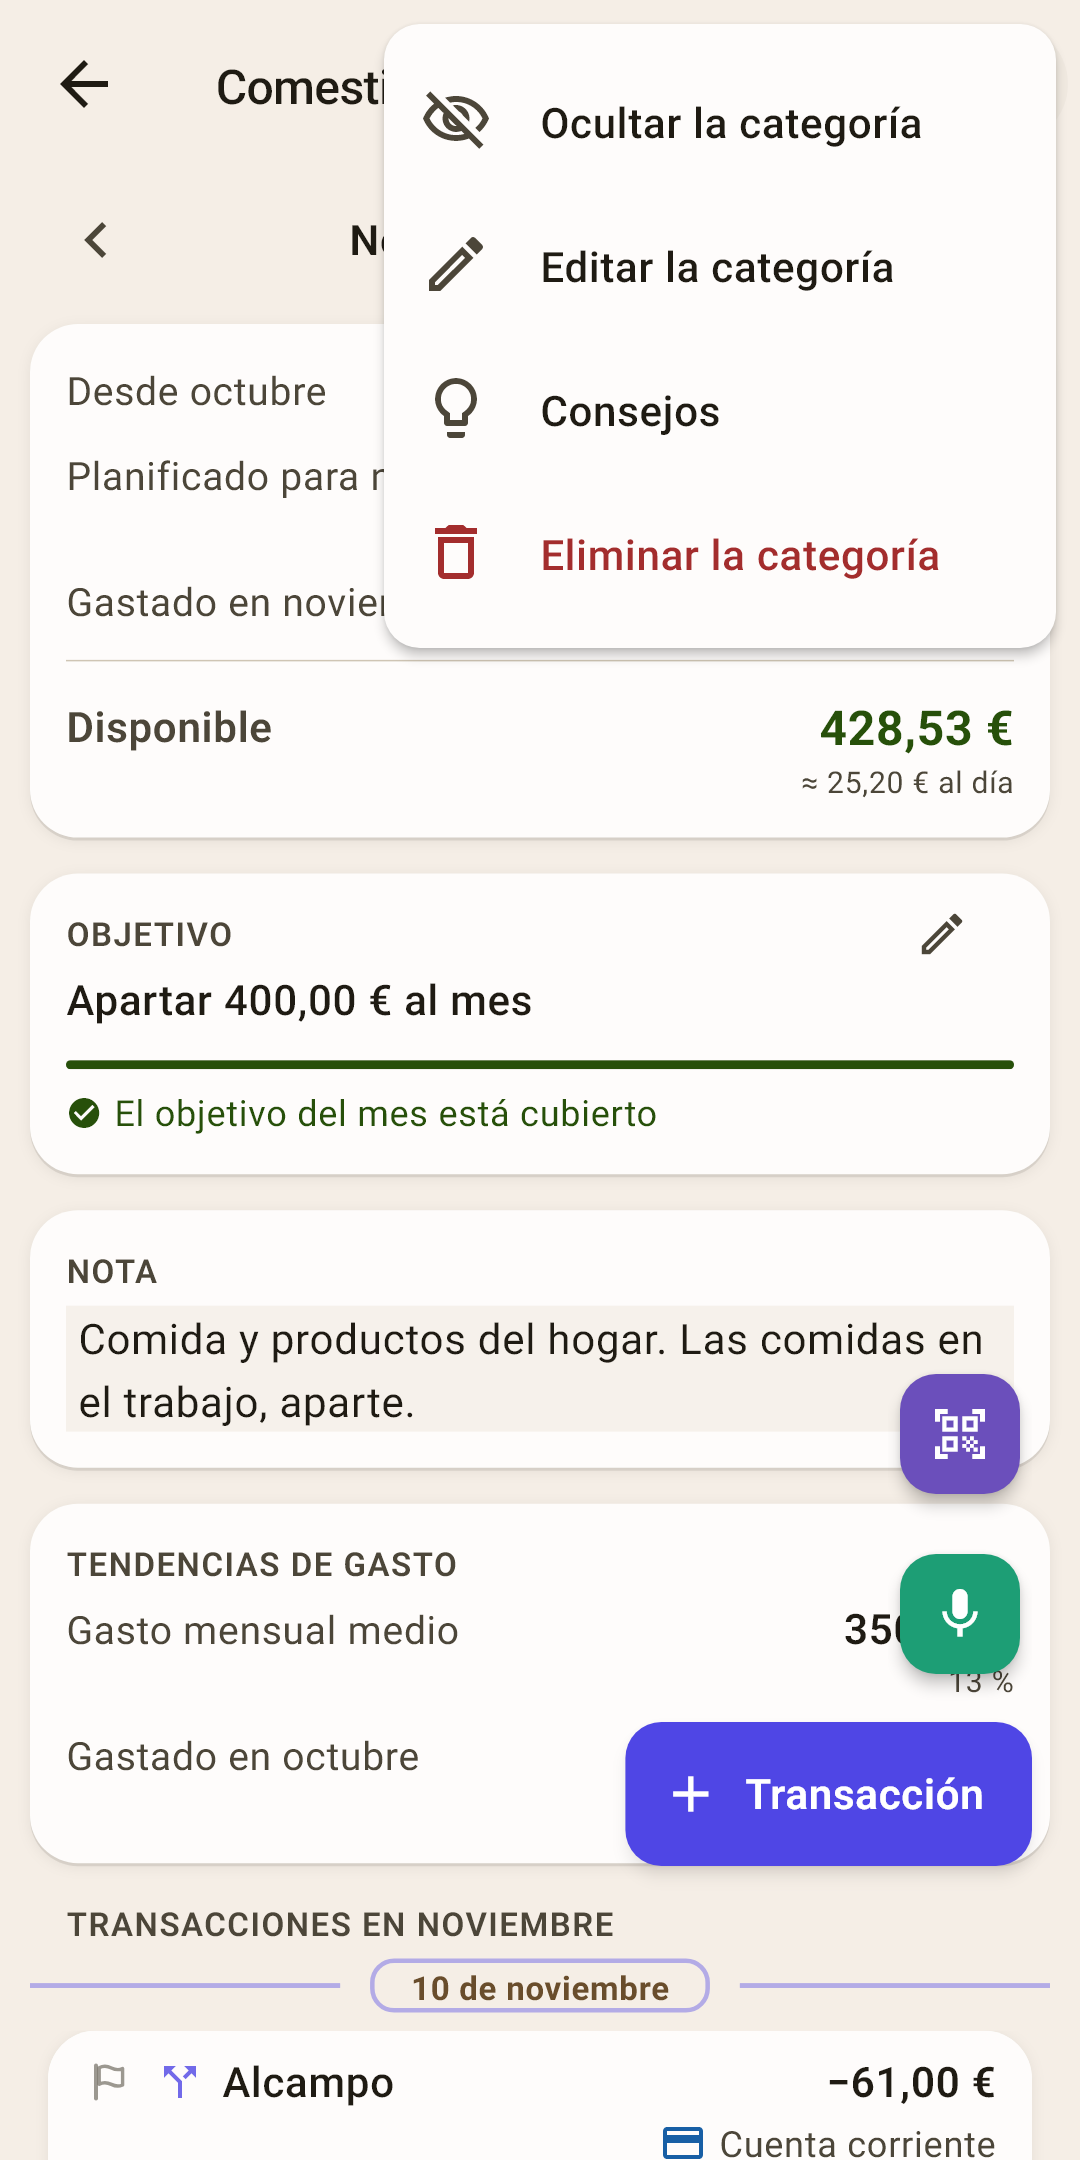 Ocultar la categoría
Editar la categoría
Consejos
Eliminar la categoría
Desde octubre
Planificado para
Gastado en
Disponible
428,53 €
≈ 25,20 € al día
OBJETIVO
Apartar 400,00 € al mes
El objetivo del mes está cubierto
NOTA
Comida y productos del hogar. Las comidas en
el trabajo, aparte.
TENDENCIAS DE GASTO
Gasto mensual medio
13 %
Gastado en octubre
+ Transacción
TRANSACCIONES EN NOVIEMBRE
10 de noviembre
Alcampo
−61,00 €
Cuenta corriente